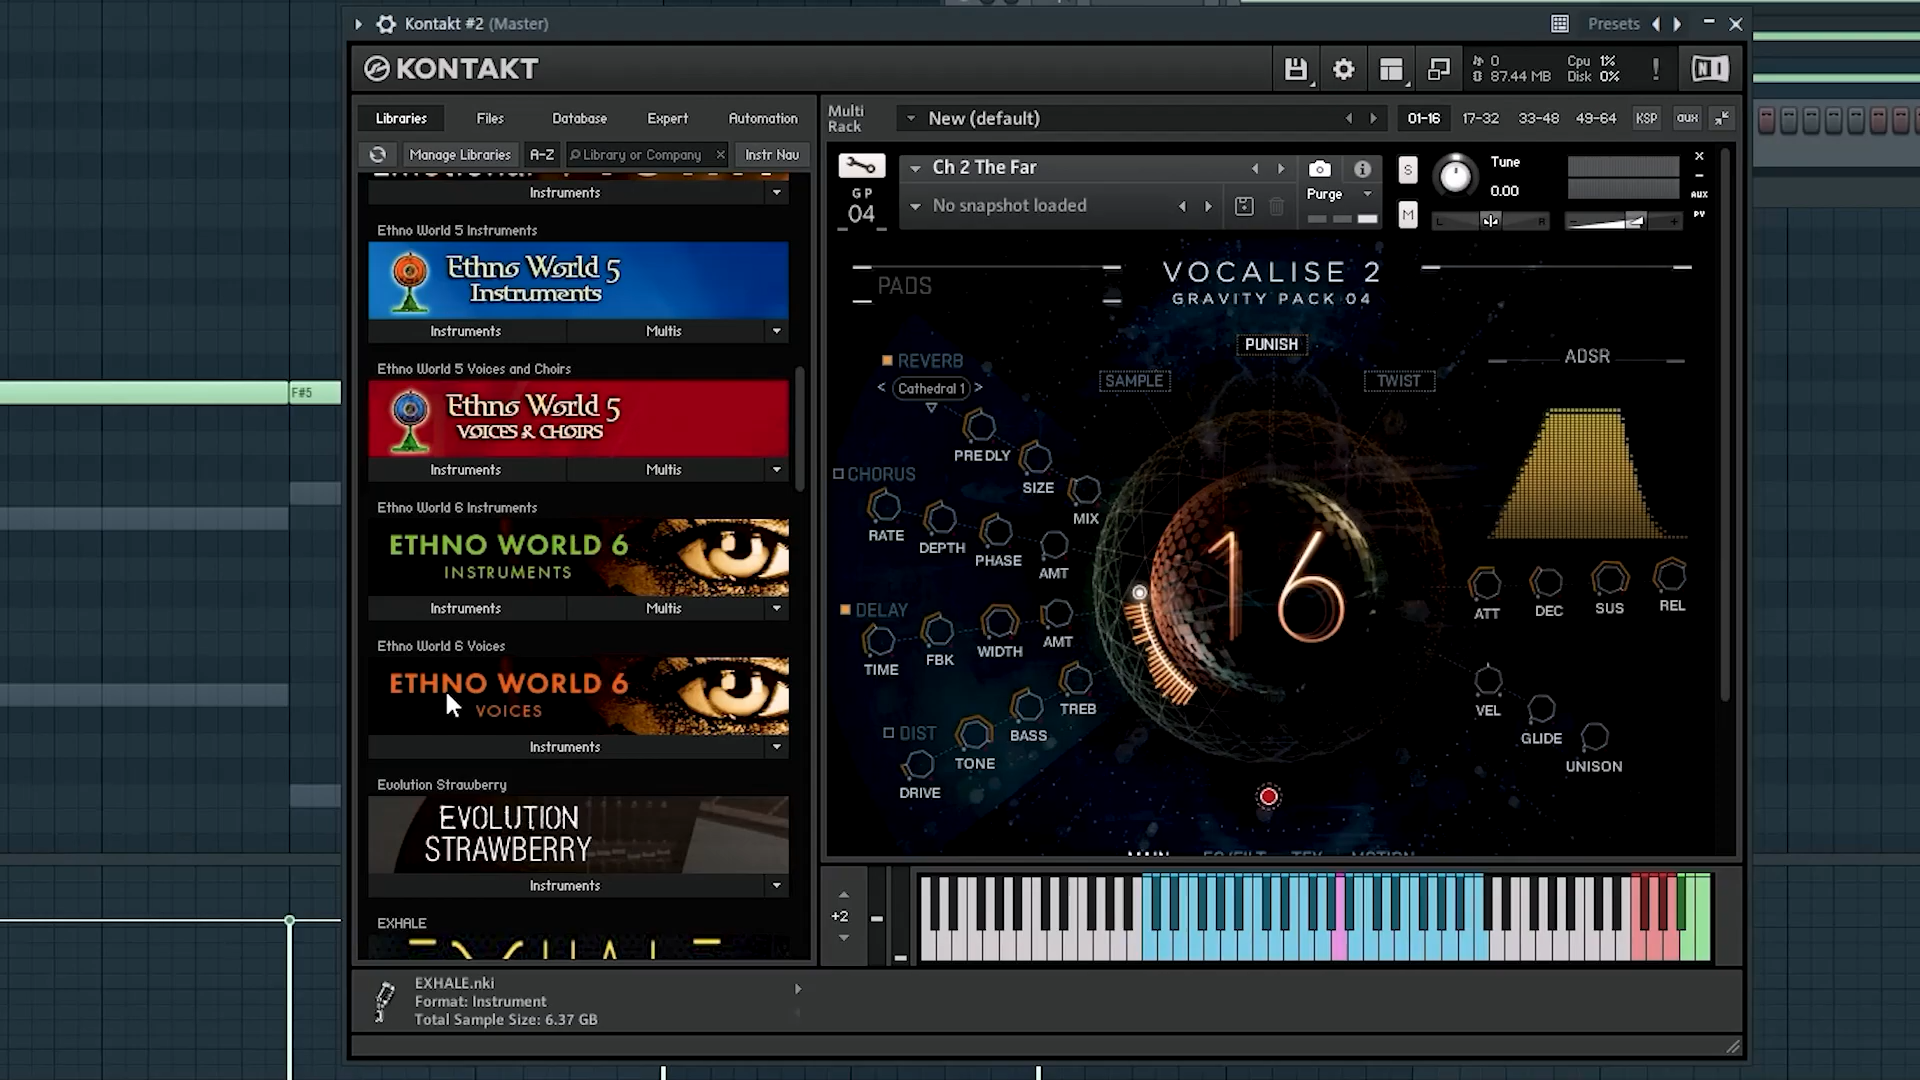 Kontakt #2 (Master)
Presets
KONTAKT
0
87.44 MB
Cpu 1%
Disk 0%
!
NI
Libraries
Files
Database
Expert
Automation
Multi
Rack
New (default)
01-16
17-32
33-48
49-64
KSP
aux
Manage Libraries
A-Z
Library or Company
Instr Nav
Instruments
Ethno World 5 Instruments
Ethno World 5
Instruments
Instruments
Multis
Ethno World 5 Voices and Choirs
Ethno World 5
VOICES & CHOIRS
Instruments
Multis
Ethno World 6 Instruments
ETHNO WORLD 6
INSTRUMENTS
Instruments
Multis
Ethno World 6 Voices
ETHNO WORLD 6
VOICES
Instruments
Evolution Strawberry
EVOLUTION
STRAWBERRY
Instruments
EXHALE
EXHALE.nki
Format: Instrument
Total Sample Size: 6.37 GB
F#5
GP
04
Ch 2 The Far
No snapshot loaded
Purge
S
M
Tune
0.00
L
R
AUX
PV
PADS
VOCALISE 2
GRAVITY PACK 04
PUNISH
SAMPLE
TWIST
REVERB
Cathedral 1
PREDLY
SIZE
MIX
CHORUS
RATE
DEPTH
PHASE
AMT
DELAY
TIME
FBK
WIDTH
AMT
DIST
DRIVE
TONE
BASS
TREB
16
ADSR
ATT
DEC
SUS
REL
VEL
GLIDE
UNISON
+2